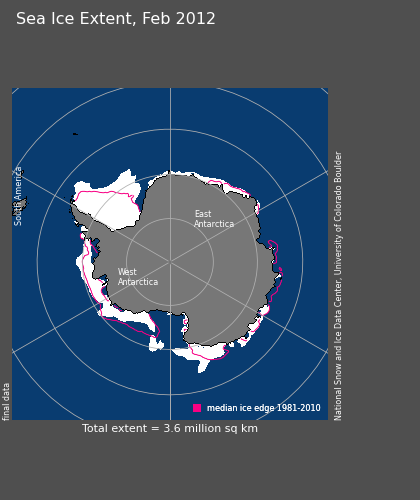 Sea Ice Extent, Feb 2012
South America
East
Antarctica
West
Antarctica
National Snow and Ice Data Center, University of Colorado Boulder
final data
median ice edge 1981-2010
Total extent = 3.6 million sq km